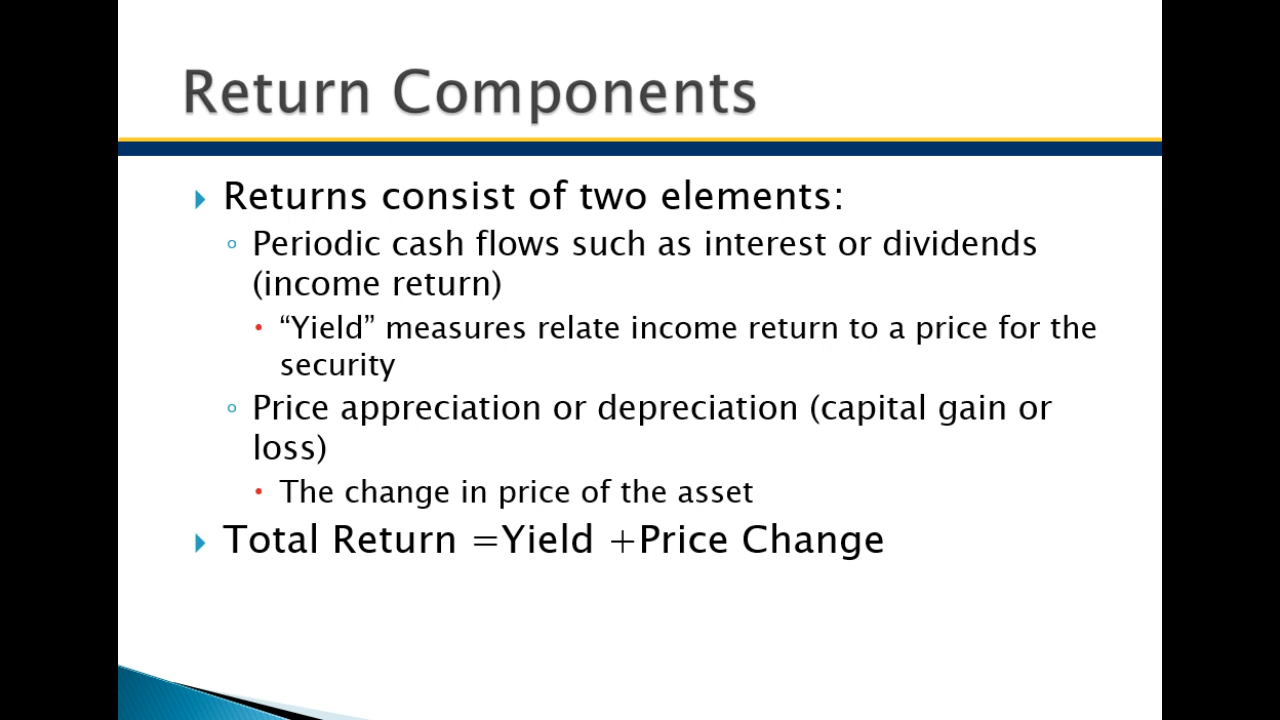 Return Components
Returns consist of two elements:
Periodic cash flows such as interest or dividends
(income return)
“Yield” measures relate income return to a price for the
security
Price appreciation or depreciation (capital gain or
loss)
The change in price of the asset
Total Return =Yield +Price Change